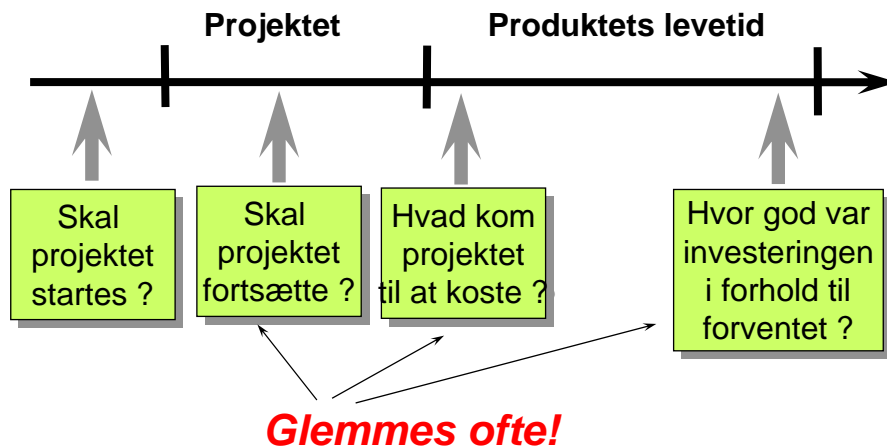 Projektet
Produktets levetid
Skal
projektet
startes ?
Skal
projektet
fortsætte ?
Hvad kom
projektet
til at koste ?
Hvor god var
investeringen
i forhold til
forventet ?
Glemmes ofte!